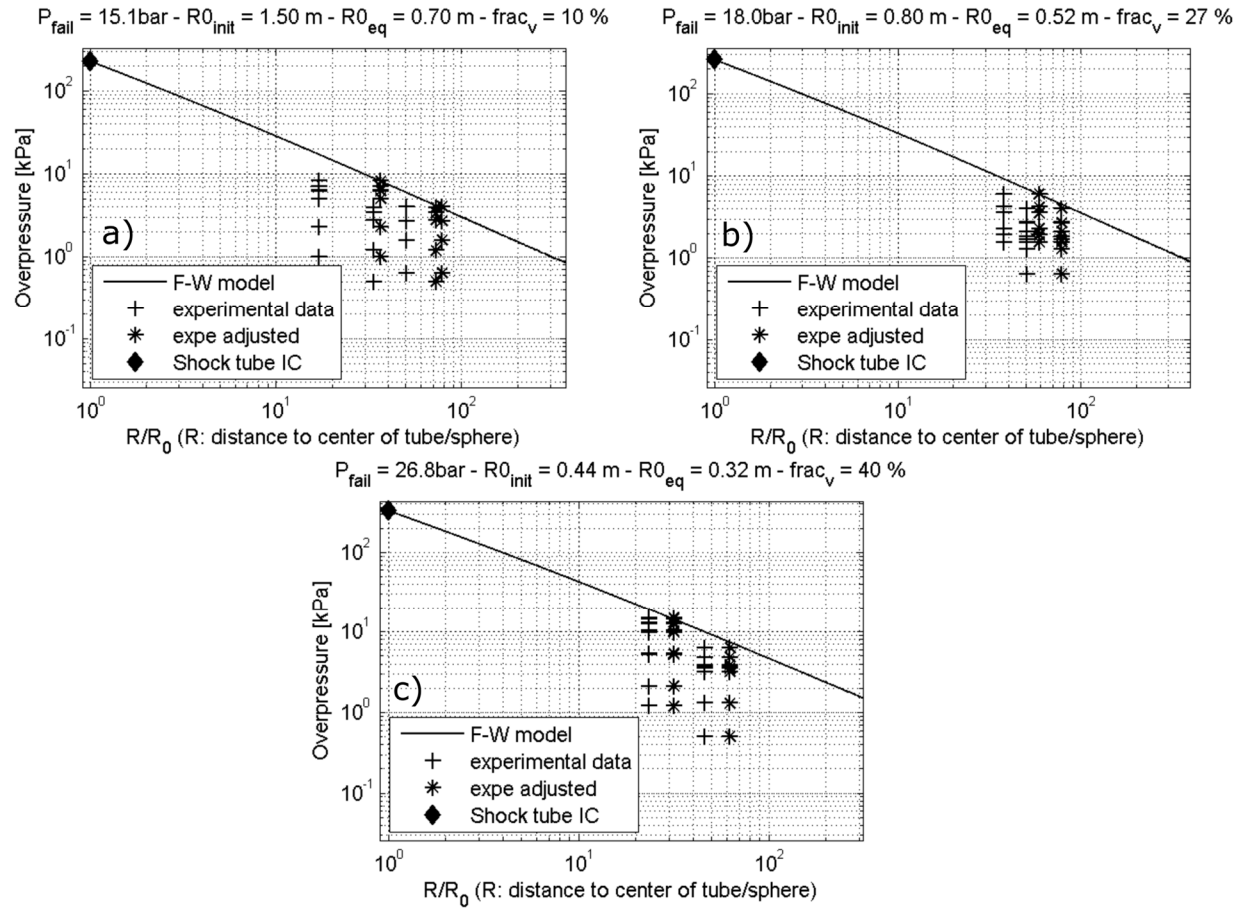 P_fail = 15.1bar - R0_init = 1.50 m - R0_eq = 0.70 m - frac_v = 10 %
10^2
10^1
10^0
10^-1
Overpressure [kPa]
a)
F-W model
experimental data
expe adjusted
Shock tube IC
10^0 10^1 10^2
R/R_0 (R: distance to center of tube/sphere)
P_fail = 18.0bar - R0_init = 0.80 m - R0_eq = 0.52 m - frac_v = 27 %
10^2
10^1
10^0
10^-1
Overpressure [kPa]
b)
F-W model
experimental data
expe adjusted
Shock tube IC
10^0 10^1 10^2
R/R_0 (R: distance to center of tube/sphere)
P_fail = 26.8bar - R0_init = 0.44 m - R0_eq = 0.32 m - frac_v = 40 %
10^2
10^1
10^0
10^-1
Overpressure [kPa]
c)
F-W model
experimental data
expe adjusted
Shock tube IC
10^0 10^1 10^2
R/R_0 (R: distance to center of tube/sphere)